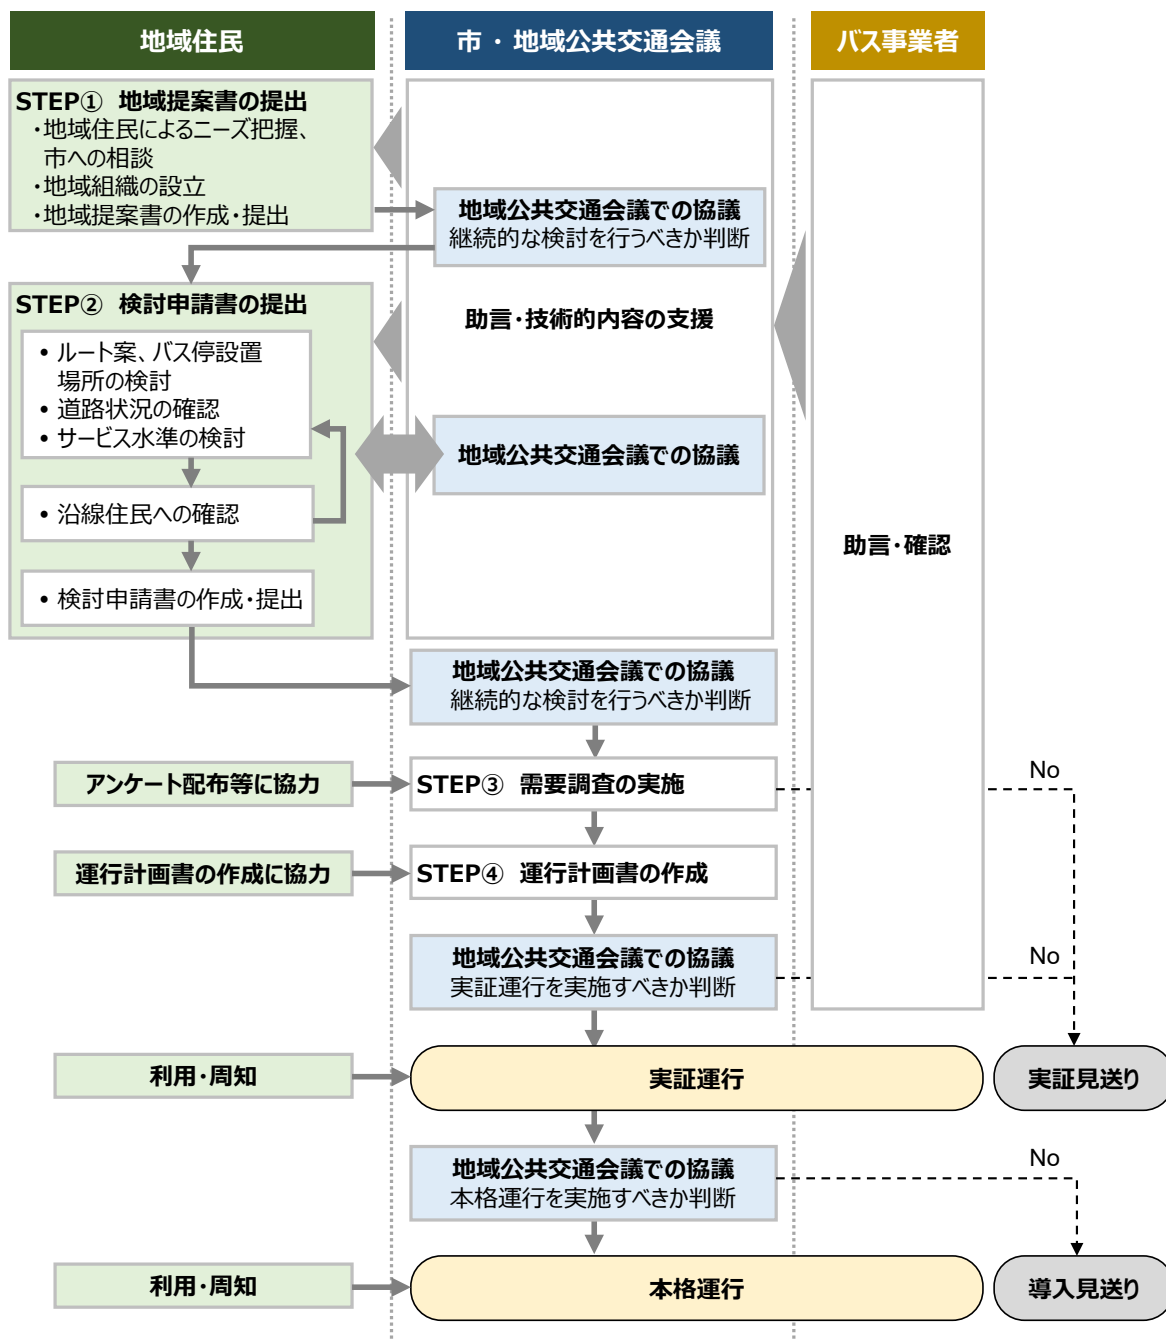 地域住民
市 ・ 地域公共交通会議
バス事業者
STEP① 地域提案書の提出
・地域住民によるニーズ把握、
市への相談
・地域組織の設立
・地域提案書の作成・提出
地域公共交通会議での協議
継続的な検討を行うべきか判断
STEP② 検討申請書の提出
• ルート案、バス停設置
場所の検討
• 道路状況の確認
• サービス水準の検討
助言・技術的内容の支援
地域公共交通会議での協議
• 沿線住民への確認
助言・確認
• 検討申請書の作成・提出
地域公共交通会議での協議
継続的な検討を行うべきか判断
アンケート配布等に協力
STEP③ 需要調査の実施
No
運行計画書の作成に協力
STEP④ 運行計画書の作成
地域公共交通会議での協議
実証運行を実施すべきか判断
No
利用・周知
実証運行
実証見送り
地域公共交通会議での協議
本格運行を実施すべきか判断
No
利用・周知
本格運行
導入見送り